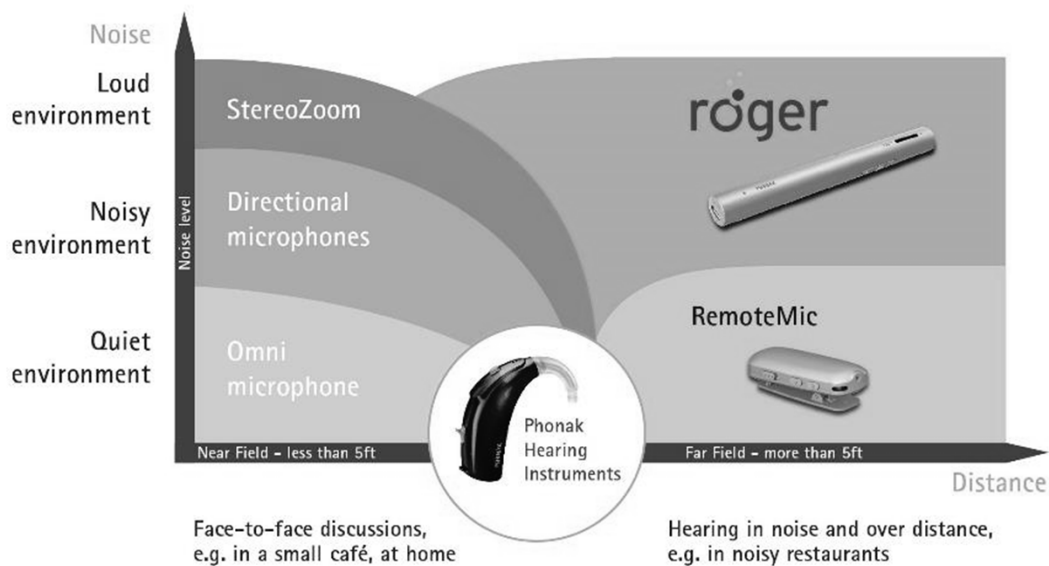 Noise
Loud
environment
StereoZoom
roger
Noisy
environment
Noise level
Directional
microphones
Quiet
environment
Omni
microphone
RemoteMic
Phonak
Hearing
Instruments
Near Field - less than 5ft
Far Field - more than 5ft
Distance
Face-to-face discussions,
e.g. in a small café, at home
Hearing in noise and over distance,
e.g. in noisy restaurants